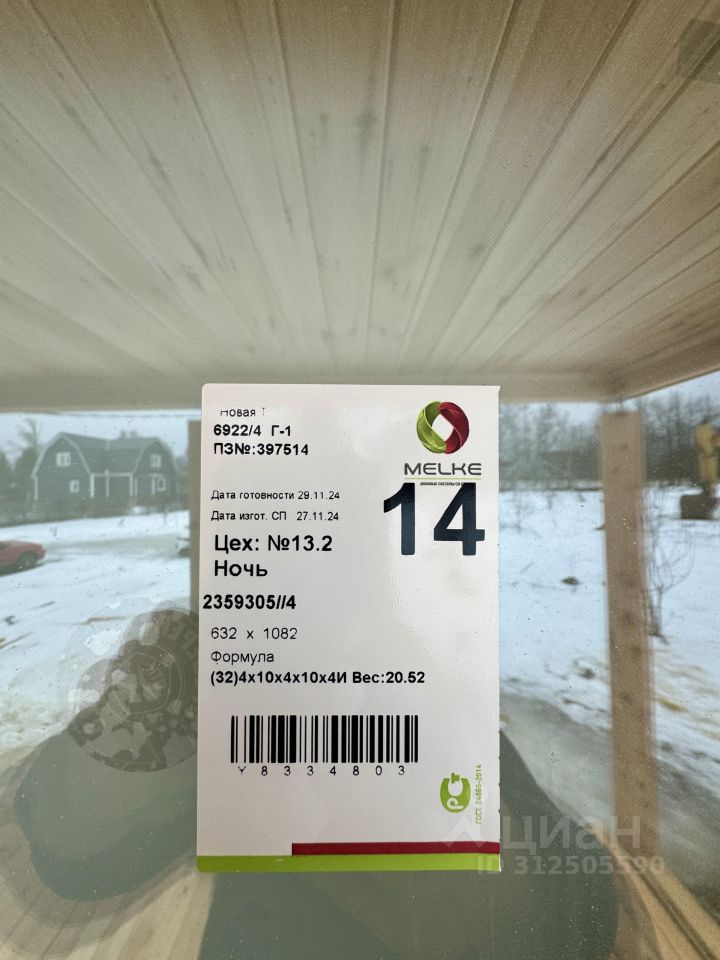 Новая
6922/4 Г-1
ПЗ№:397514
MELKE
14
Дата готовности 29.11.24
Дата изгот. СП 27.11.24
Цех: №13.2
Ночь
2359305//4
632 x 1082
Формула
(32)4x10x4x10x4И Вес:20.52
Y8334803
ГОСТ 24866-2014
циан
ID 312505590